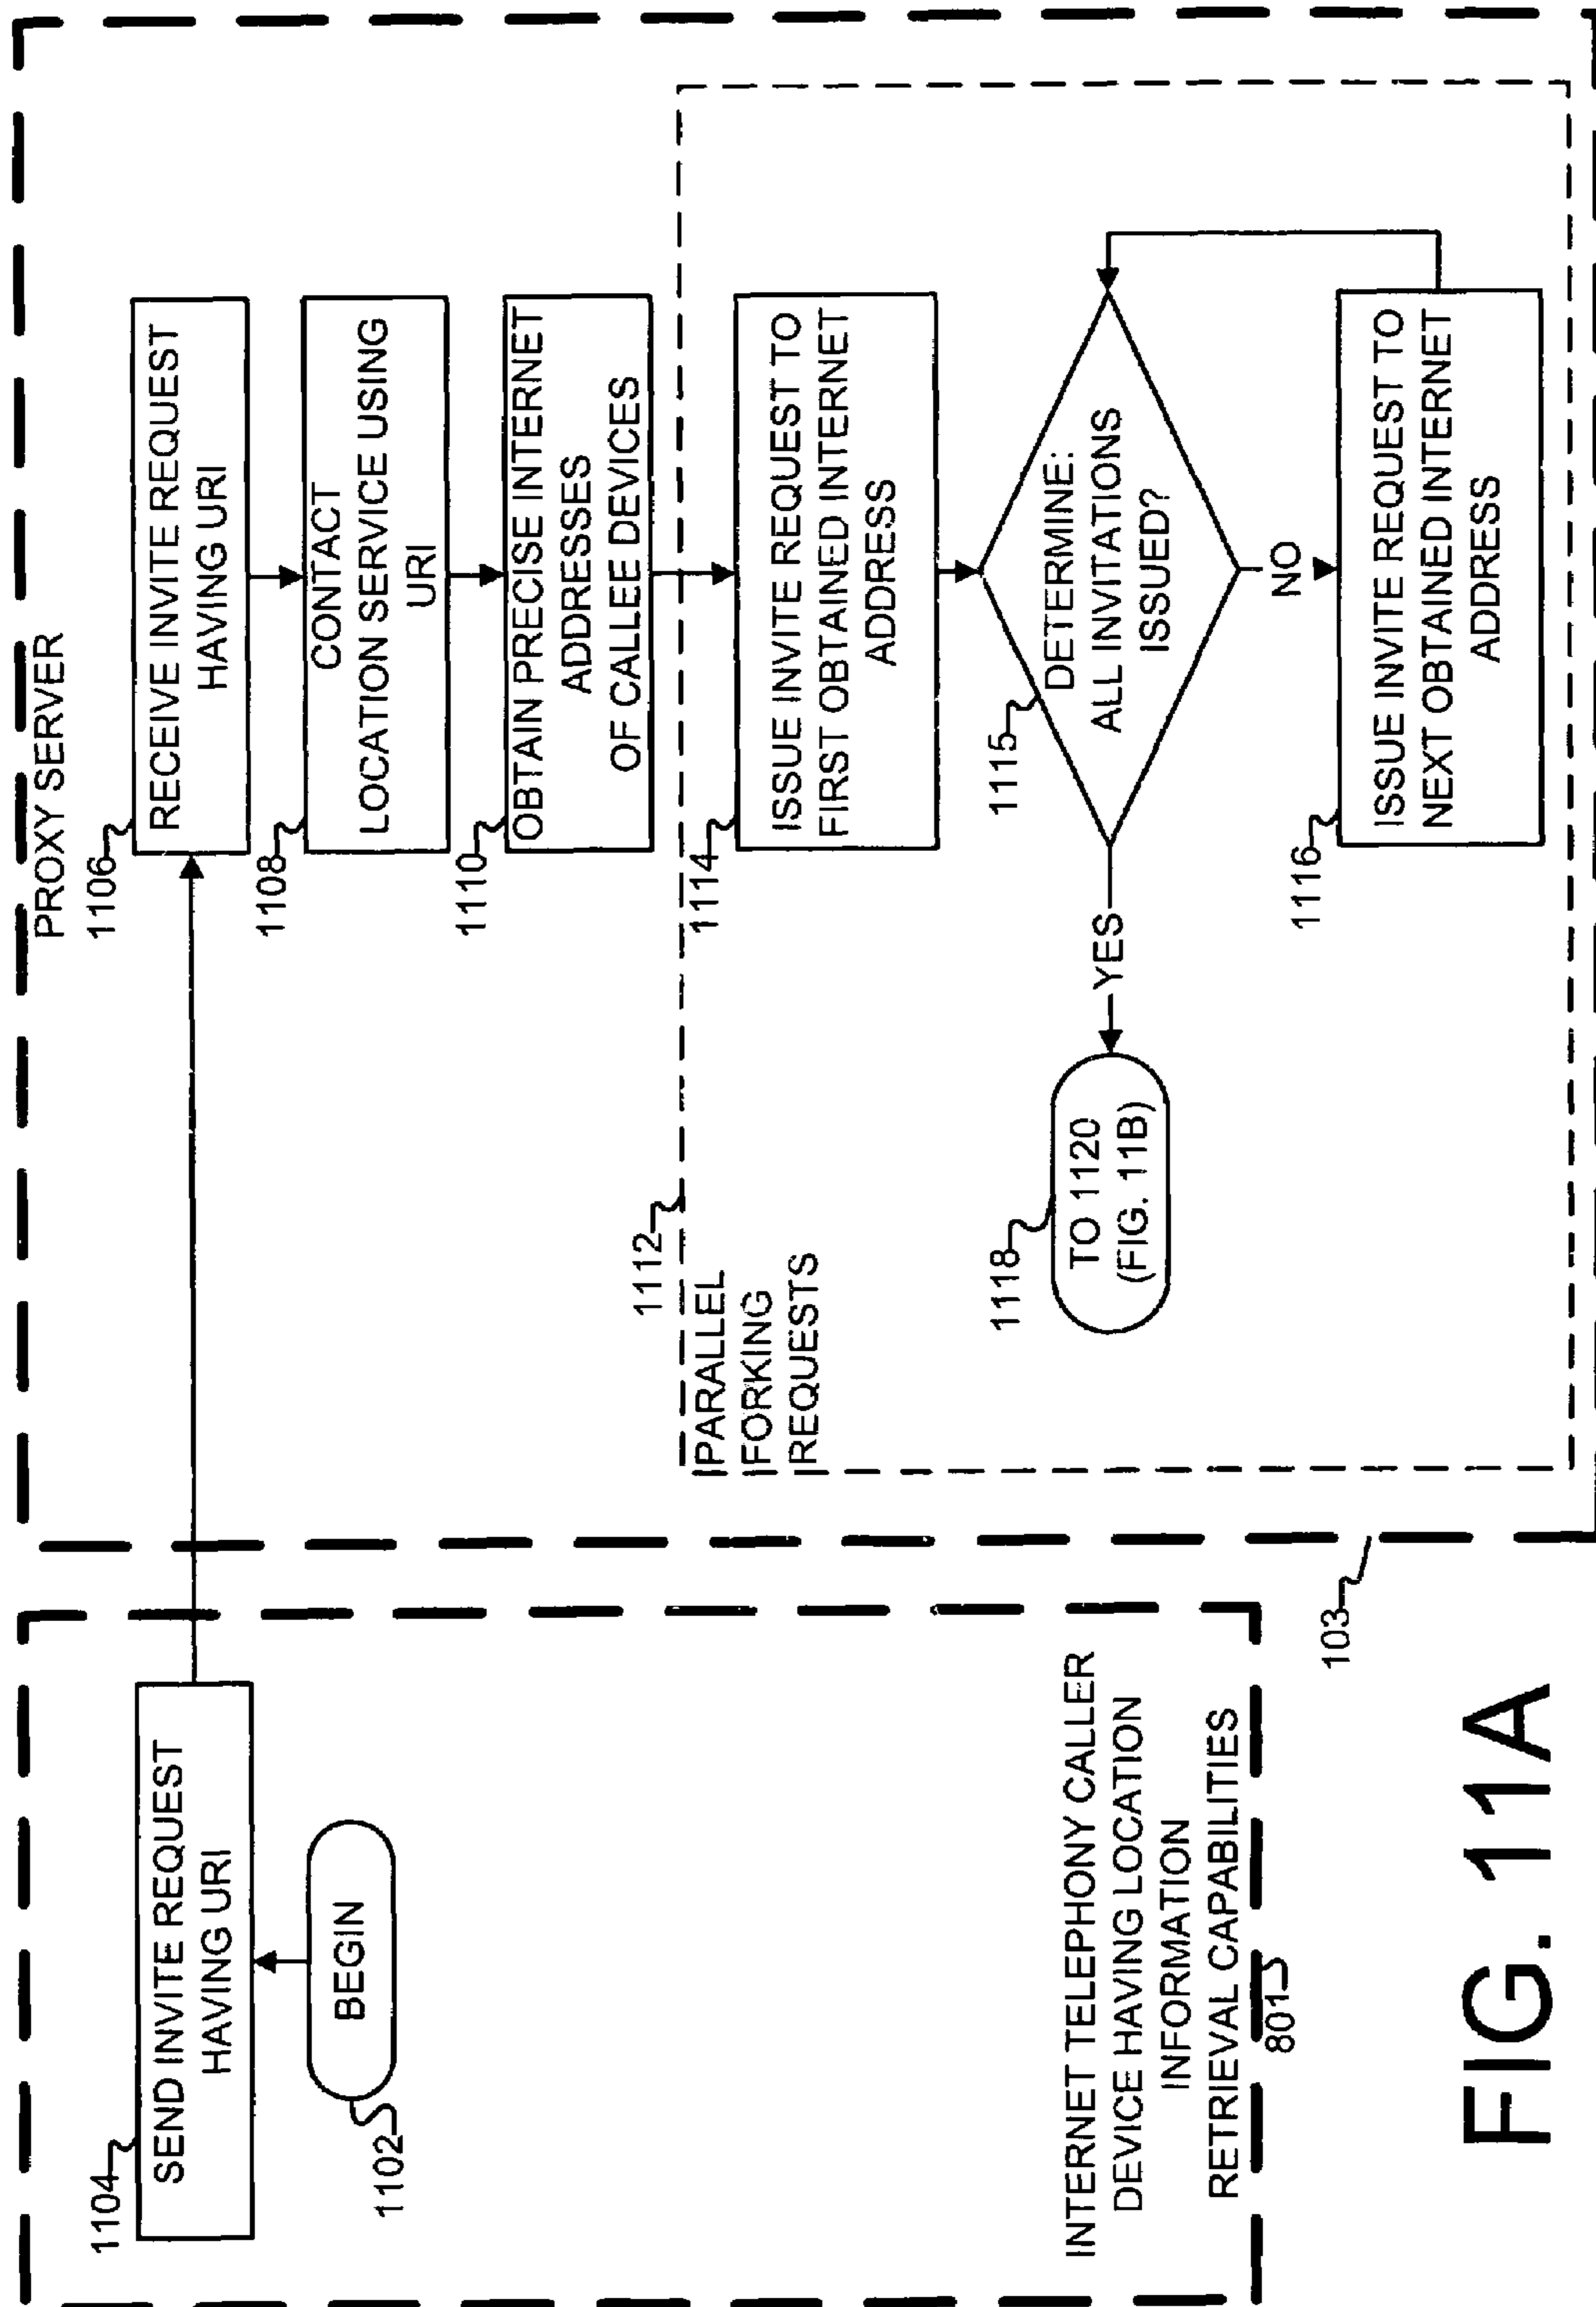 1104
SEND INVITE REQUEST
HAVING URI
BEGIN
1102
INTERNET TELEPHONY CALLER
DEVICE HAVING LOCATION
INFORMATION
RETRIEVAL CAPABILITIES
801
PROXY SERVER
1106
RECEIVE INVITE REQUEST
HAVING URI
1108
CONTACT
LOCATION SERVICE USING
URI
1110
OBTAIN PRECISE INTERNET
ADDRESSES
OF CALLEE DEVICES
1112
PARALLEL
FORKING
REQUESTS
1114
ISSUE INVITE REQUEST TO
FIRST OBTAINED INTERNET
ADDRESS
1115
DETERMINE:
ALL INVITATIONS
ISSUED?
YES
1118
TO 1120
(FIG. 11B)
NO
1116
ISSUE INVITE REQUEST TO
NEXT OBTAINED INTERNET
ADDRESS
103
FIG. 11A